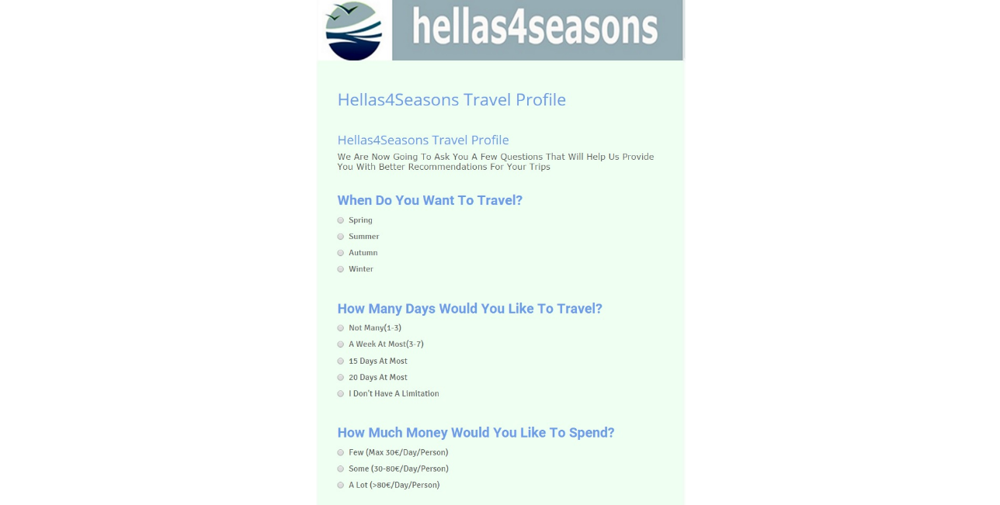 hellas4seasons
Hellas4Seasons Travel Profile
Hellas4Seasons Travel Profile
We Are Now Going To Ask You A Few Questions That Will Help Us Provide
You With Better Recommendations For Your Trips
When Do You Want To Travel?
Spring
Summer
Autumn
Winter
How Many Days Would You Like To Travel?
Not Many(1-3)
A Week At Most(3-7)
15 Days At Most
20 Days At Most
I Don't Have A Limitation
How Much Money Would You Like To Spend?
Few (Max 30€/Day/Person)
Some (30-80€/Day/Person)
A Lot (>80€/Day/Person)